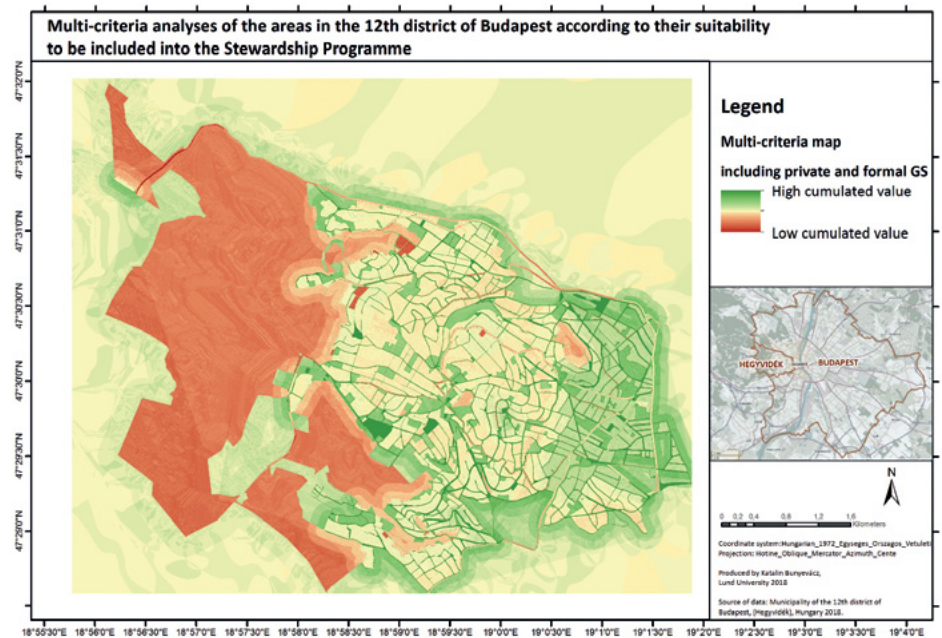 Multi-criteria analyses of the areas in the 12th district of Budapest according to their suitability
to be included into the Stewardship Programme
Legend
Multi-criteria map
including private and formal GS
High cumulated value
Low cumulated value
HEGYVIDÉK
BUDAPEST
N
0 0,2 0,4 0,8 1,2 1,6
Kilometers
Coordinate system:Hungarian_1972_Egyseges_Orszagos_Vetuleti
Projection: Hotine_Oblique_Mercator_Azimuth_Cente
Produced by Katalin Bunyevácz,
Lund University 2018
Source of data: Municipality of the 12th district of
Budapest, (Hegyvidék), Hungary 2018.
47°32'0"N
47°31'30"N
47°31'0"N
47°30'30"N
47°30'0"N
47°29'30"N
47°29'0"N
18°55'30"E 18°56'0"E 18°56'30"E 18°57'0"E 18°57'30"E 18°58'0"E 18°58'30"E 18°59'0"E 18°59'30"E 19°0'0"E 19°0'30"E 19°1'0"E 19°1'30"E 19°2'0"E 19°2'30"E 19°3'0"E 19°3'30"E 19°4'0"E